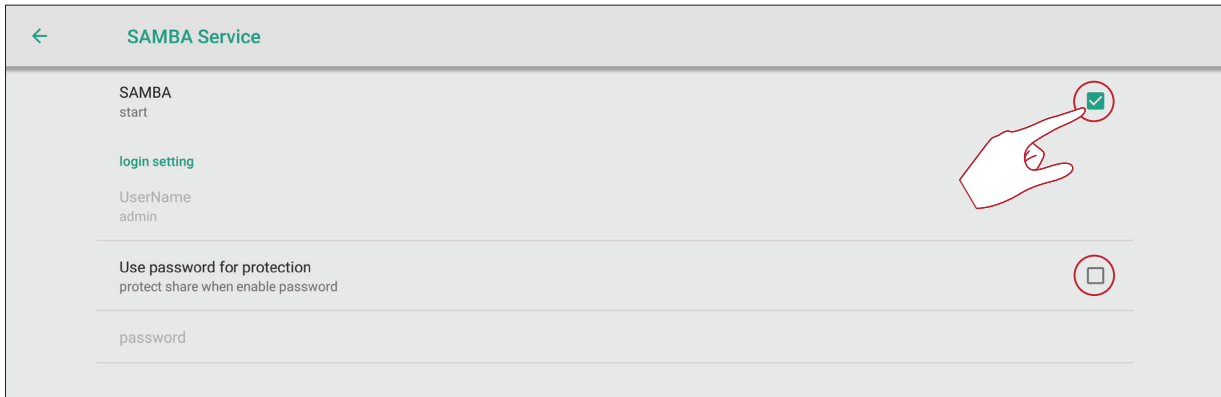 SAMBA Service
SAMBA
start
login setting
UserName
admin
Use password for protection
protect share when enable password
password